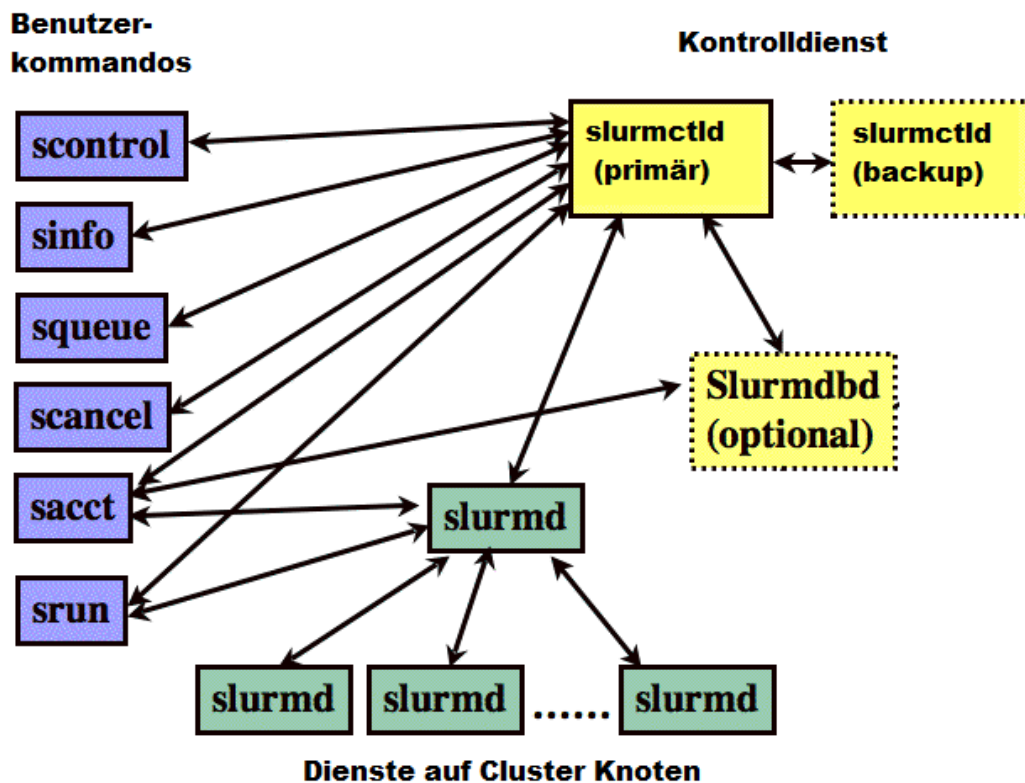 Benutzer-
kommandos
Kontrolldienst
scontrol
sinfo
squeue
scancel
sacct
srun
slurmctld
(primär)
slurmctld
(backup)
Slurmdbd
(optional)
slurmd
slurmd
slurmd
......
slurmd
Dienste auf Cluster Knoten